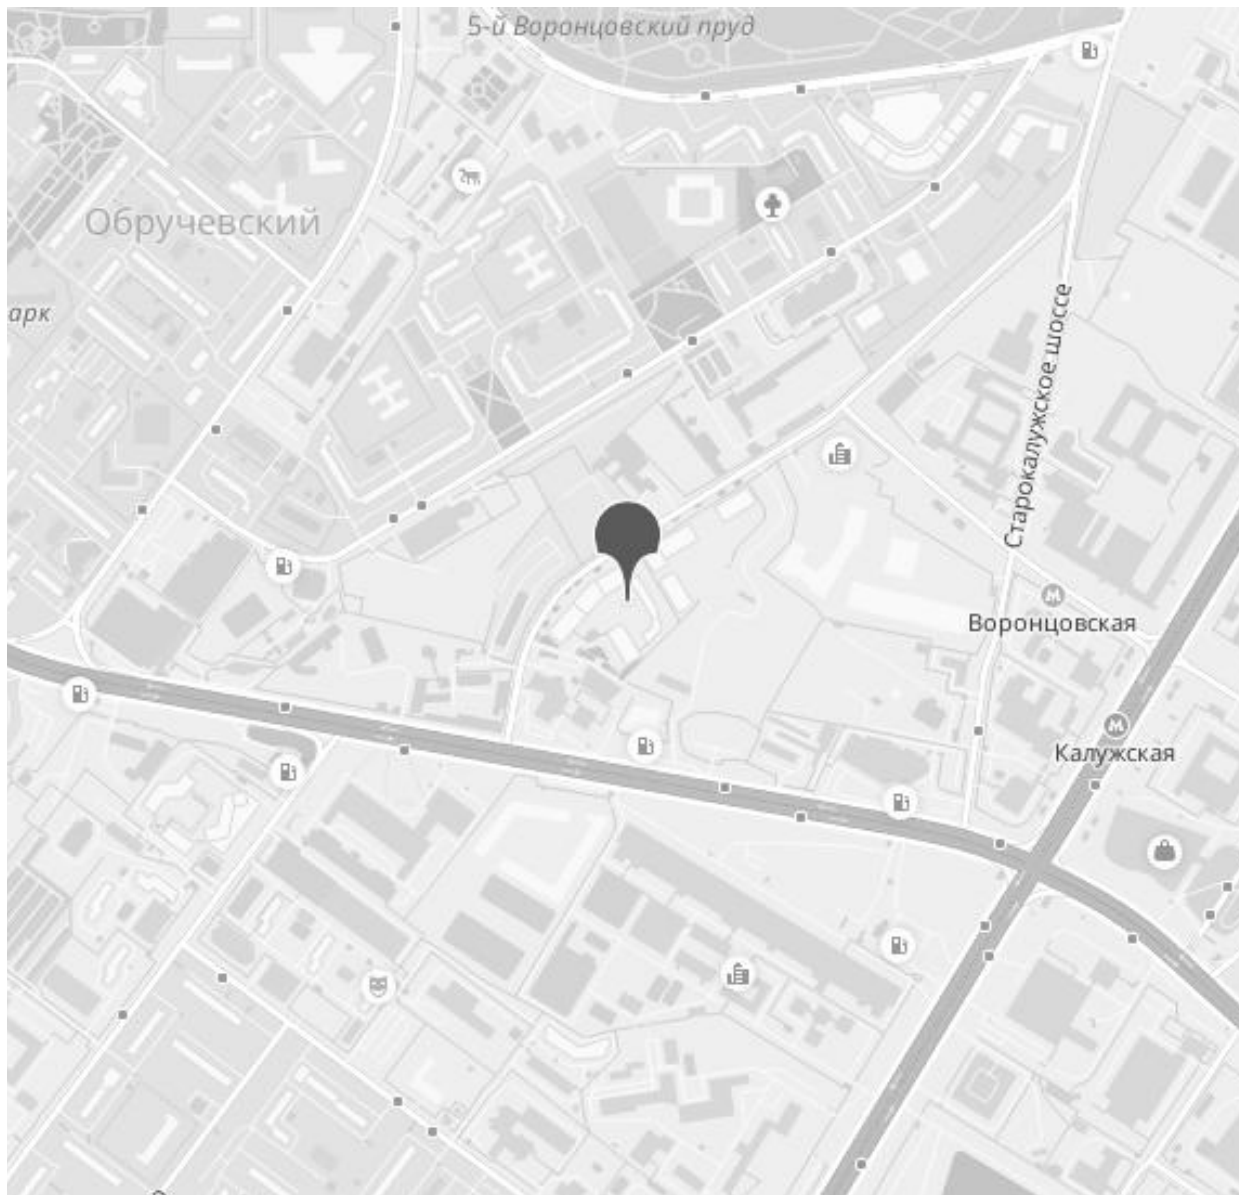 5-й Воронцовский пруд
Обручевский
арк
Старокалужское шоссе
Воронцовская
Калужская